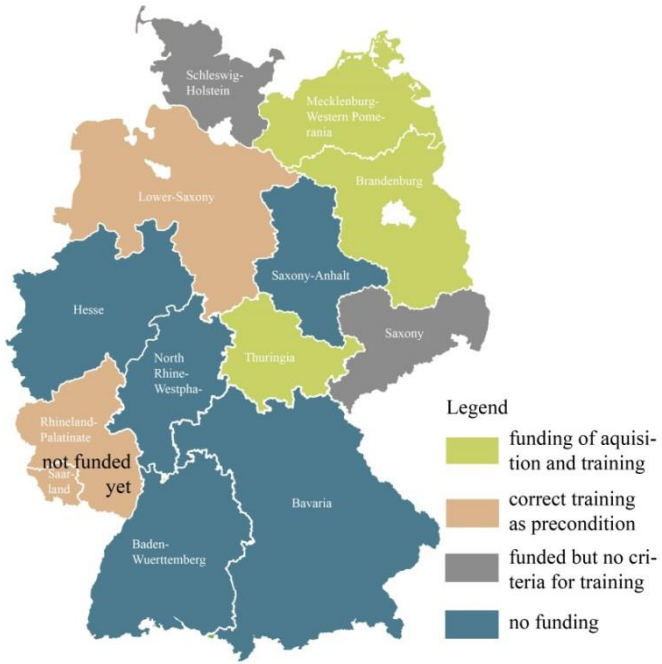 Schleswig-
Holstein
Mecklenburg-
Western Pome-
rania
Brandenburg
Lower-Saxony
Saxony-Anhalt
Hesse
Saxony
North
Rhine-
Westpha-
Thuringia
Rhineland-
Palatinate
not funded
yet
Saar-
land
Bavaria
Baden-
Wuerttemberg
Legend
funding of aquisi-
tion and training
correct training
as precondition
funded but no cri-
teria for training
no funding